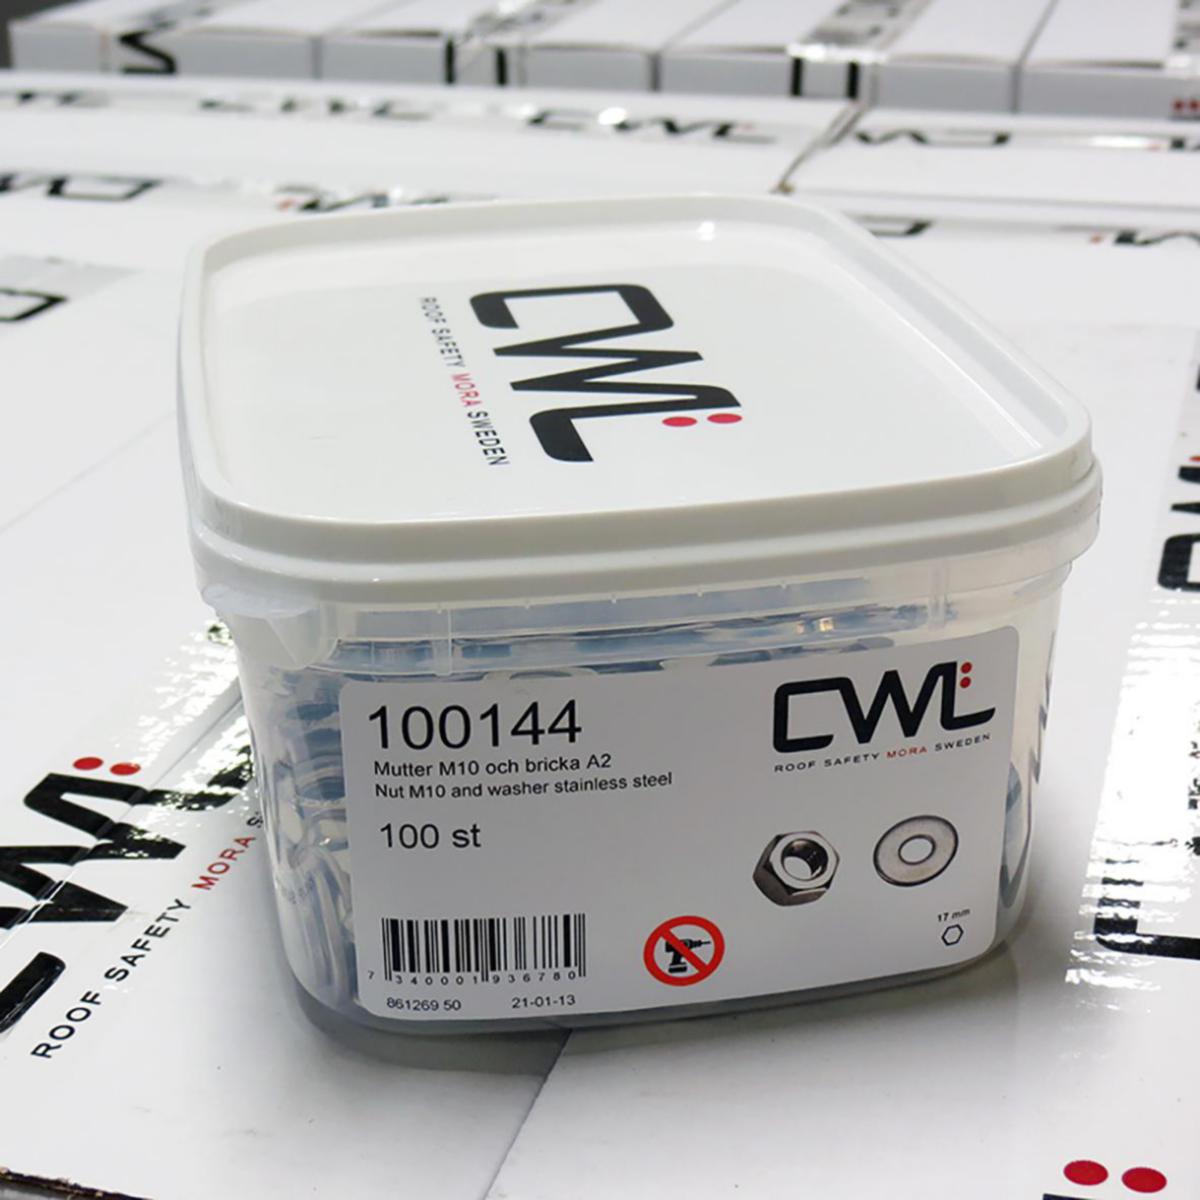 CWL
ROOF SAFETY MORA SWEDEN
100144
Mutter M10 och bricka A2
Nut M10 and washer stainless steel
100 st
CWL
ROOF SAFETY MORA SWEDEN
17 mm
7 340001 936780
861269 50 21-01-13
ROOF SAFETY MORA
CWL